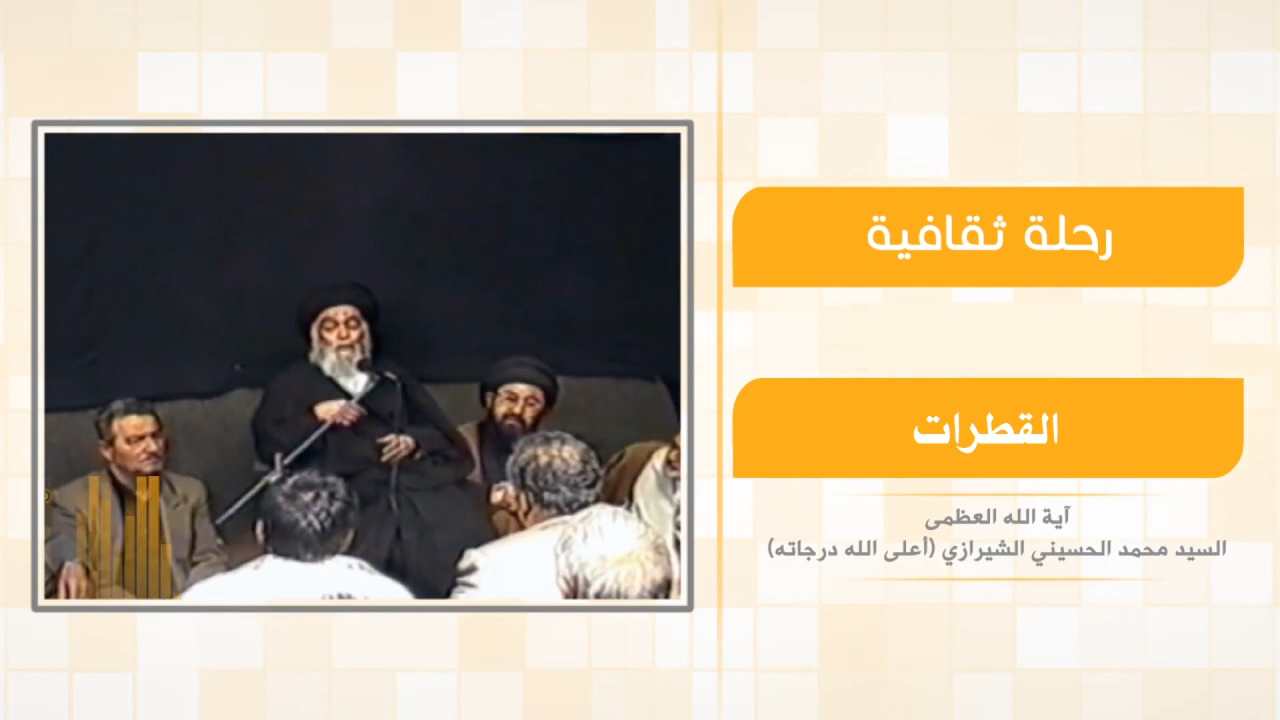 رحلة ثقافية
القطرات
آية الله العظمى
السيد محمد الحسيني الشيرازي (أعلى الله درجاته)